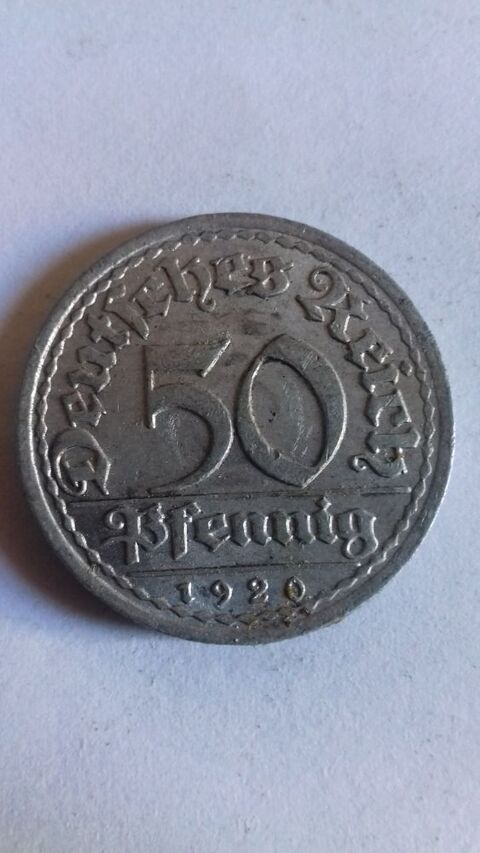 Deutsches Reich
50
Pfennig
1920